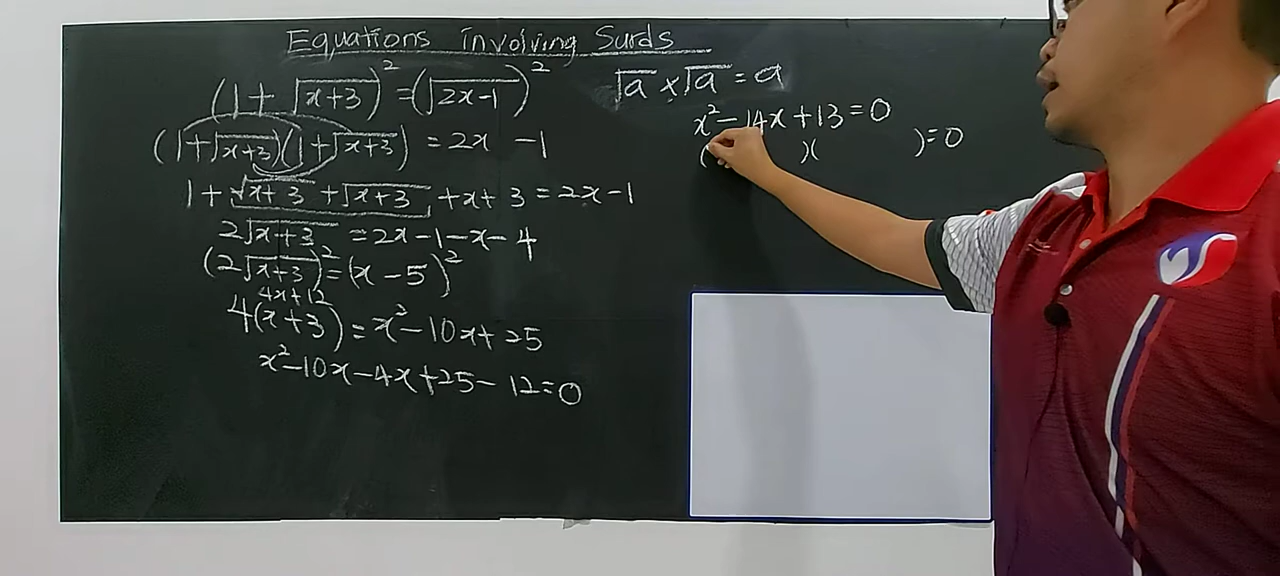 Equations Involving Surds
(1 + √(x+3))² = (√(2x-1))²
(1+√(x+3))(1+√(x+3)) = 2x - 1
1 + √(x+3) + √(x+3) + x + 3 = 2x - 1
2√(x+3) = 2x - 1 - x - 4
(2√(x+3))² = (x - 5)²
4x + 12
4(x + 3) = x² - 10x + 25
x² - 10x - 4x + 25 - 12 = 0
√a × √a = a
x² - 14x + 13 = 0
( )( ) = 0